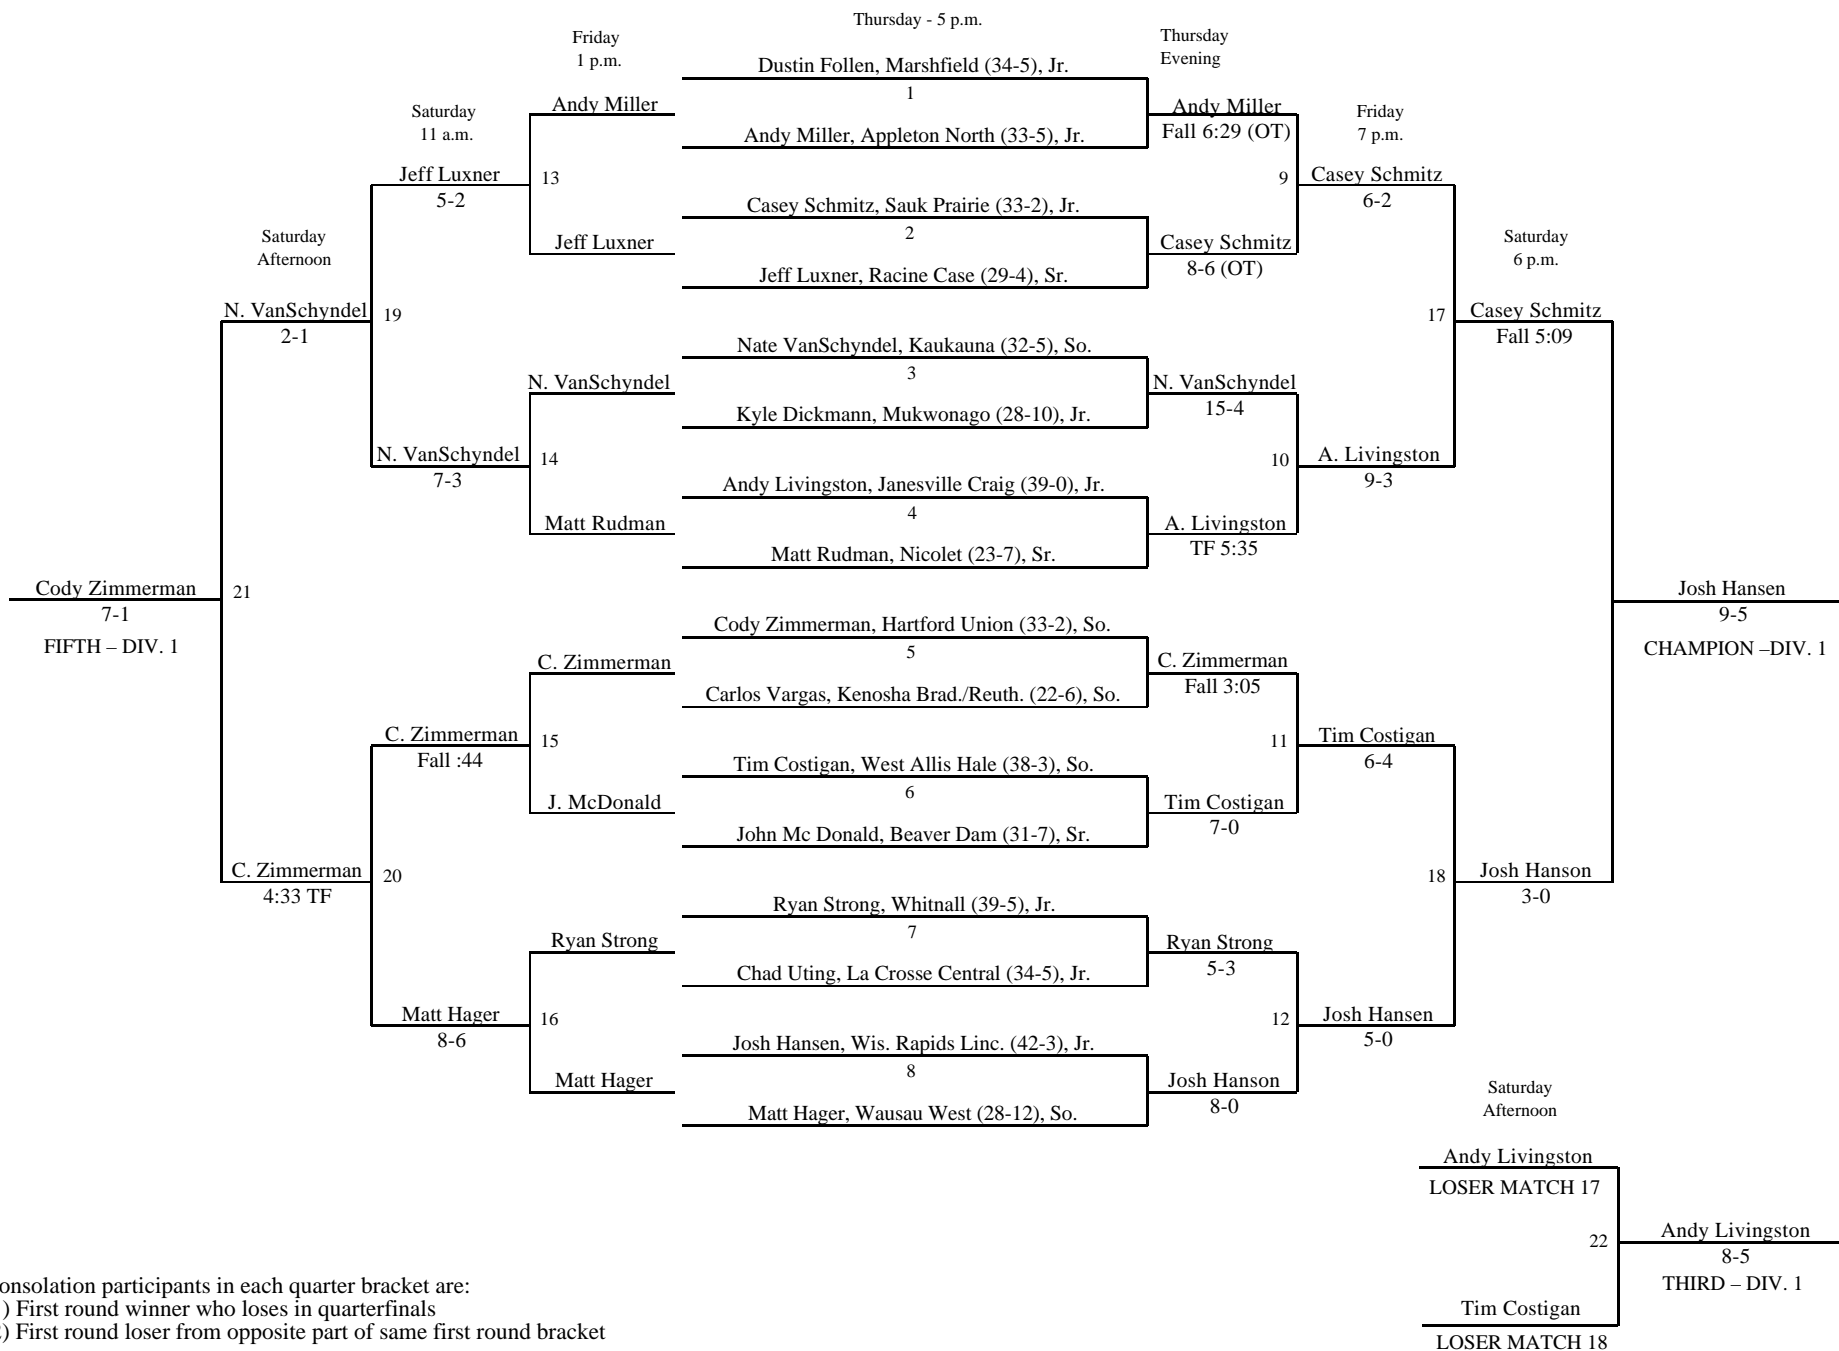 Thursday - 5 p.m.
Friday
1 p.m.
Thursday
Evening
Dustin Follen, Marshfield (34-5), Jr.
1
Andy Miller
Andy Miller
Saturday
11 a.m.
Friday
7 p.m.
Andy Miller, Appleton North (33-5), Jr.
Fall 6:29 (OT)
Jeff Luxner
5-2
13
9
Casey Schmitz
6-2
Casey Schmitz, Sauk Prairie (33-2), Jr.
2
Saturday
Afternoon
Jeff Luxner
Casey Schmitz
8-6 (OT)
Saturday
6 p.m.
Jeff Luxner, Racine Case (29-4), Sr.
N. VanSchyndel
2-1
19
17
Casey Schmitz
Fall 5:09
Nate VanSchyndel, Kaukauna (32-5), So.
3
N. VanSchyndel
N. VanSchyndel
15-4
Kyle Dickmann, Mukwonago (28-10), Jr.
N. VanSchyndel
7-3
14
10
A. Livingston
9-3
Andy Livingston, Janesville Craig (39-0), Jr.
4
Matt Rudman
A. Livingston
TF 5:35
Matt Rudman, Nicolet (23-7), Sr.
Cody Zimmerman
7-1
FIFTH – DIV. 1
21
Josh Hansen
9-5
CHAMPION –DIV. 1
Cody Zimmerman, Hartford Union (33-2), So.
5
C. Zimmerman
C. Zimmerman
Fall 3:05
Carlos Vargas, Kenosha Brad./Reuth. (22-6), So.
C. Zimmerman
Fall :44
15
11
Tim Costigan
6-4
Tim Costigan, West Allis Hale (38-3), So.
6
J. McDonald
Tim Costigan
7-0
John Mc Donald, Beaver Dam (31-7), Sr.
C. Zimmerman
4:33 TF
20
18
Josh Hanson
3-0
Ryan Strong, Whitnall (39-5), Jr.
7
Ryan Strong
Ryan Strong
5-3
Chad Uting, La Crosse Central (34-5), Jr.
Matt Hager
8-6
16
12
Josh Hansen
5-0
Josh Hansen, Wis. Rapids Linc. (42-3), Jr.
8
Matt Hager
Josh Hanson
8-0
Matt Hager, Wausau West (28-12), So.
Saturday
Afternoon
Andy Livingston
LOSER MATCH 17
22
Andy Livingston
8-5
THIRD – DIV. 1
Tim Costigan
LOSER MATCH 18
onsolation participants in each quarter bracket are:
) First round winner who loses in quarterfinals
) First round loser from opposite part of same first round bracket